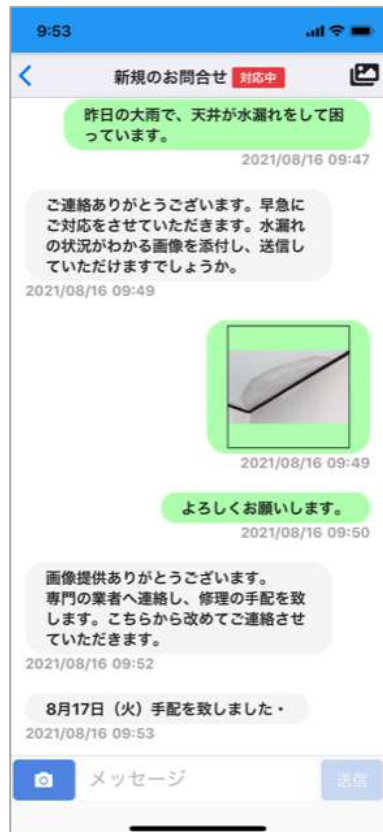 9:53
新規のお問合せ 対応中
昨日の大雨で、天井が水漏れをして困
っています。
2021/08/16 09:47
ご連絡ありがとうございます。早急に
ご対応をさせていただきます。水漏れ
の状況がわかる画像を添付し、送信し
ていただけますでしょうか。
2021/08/16 09:49
2021/08/16 09:49
よろしくお願いします。
2021/08/16 09:50
画像提供ありがとうございます。
専門の業者へ連絡し、修理の手配を致
します。こちらから改めてご連絡させ
ていただきます。
2021/08/16 09:52
8月17日（火）手配を致しました・
2021/08/16 09:53
メッセージ
送信